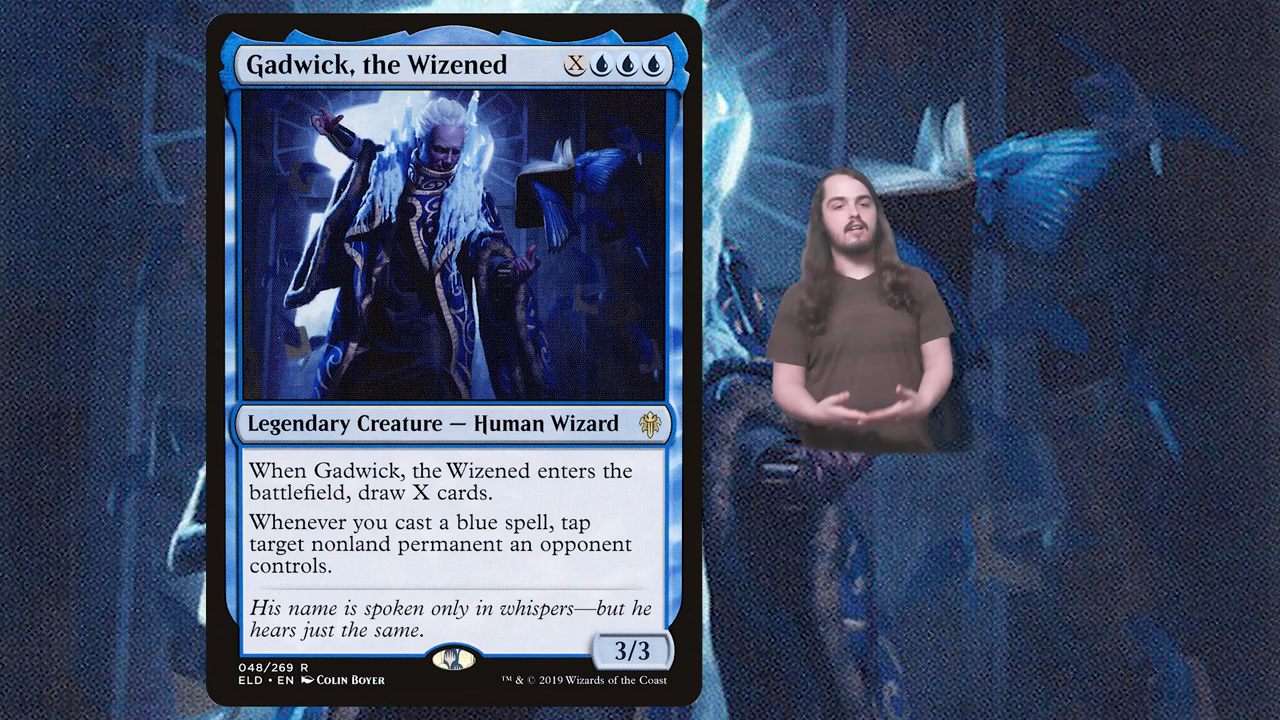 Gadwick, the Wizened X
Legendary Creature — Human Wizard
When Gadwick, the Wizened enters the
battlefield, draw X cards.
Whenever you cast a blue spell, tap
target nonland permanent an opponent
controls.
His name is spoken only in whispers—but he
hears just the same.
3/3
048/269 R
ELD • EN Colin Boyer
™ & © 2019 Wizards of the Coast